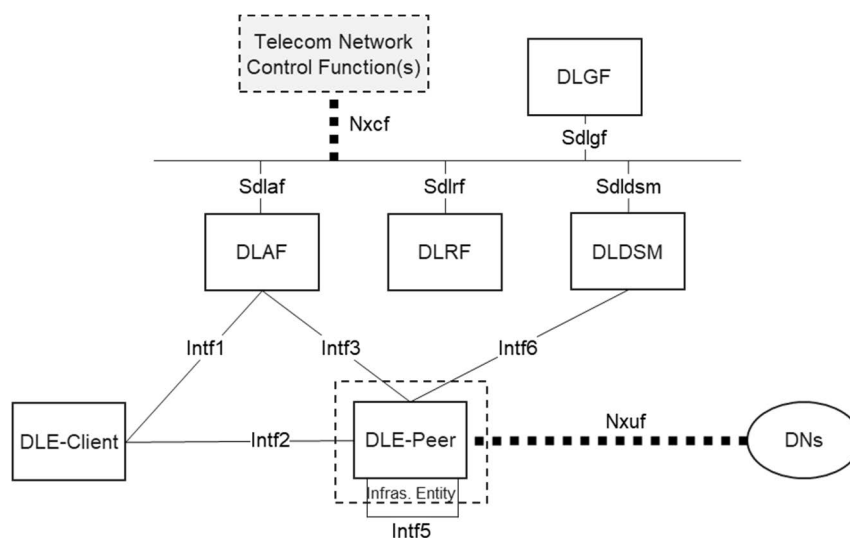 Telecom Network
Control Function(s)
DLGF
Nxcf
Sdlgf
Sdlaf
Sdlrf
Sdldsm
DLAF
DLRF
DLDSM
Intf1
Intf3
Intf6
DLE-Client
Intf2
DLE-Peer
Nxuf
DNs
Infras. Entity
Intf5